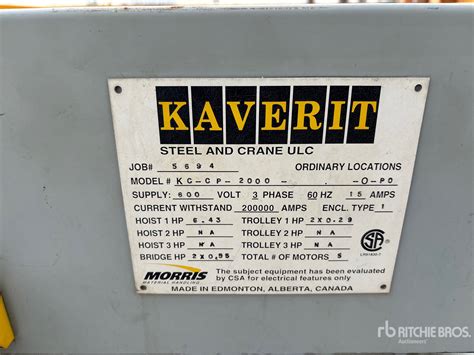 KAVERIT
STEEL AND CRANE ULC
JOB# 5694 ORDINARY LOCATIONS
MODEL# KC-CP-2000- -O-PO
SUPPLY: 600 VOLT 3 PHASE 60 HZ 15 AMPS
CURRENT WITHSTAND 200000 AMPS ENCL. TYPE 1
HOIST 1 HP 6.43 TROLLEY 1 HP 2X0.29
HOIST 2 HP NA TROLLEY 2 HP NA
HOIST 3 HP NA TROLLEY 3 HP NA
BRIDGE HP 2X0.55 TOTAL # OF MOTORS 5
SA
MORRIS
MATERIAL HANDLING
The subject equipment has been evaluated
by CSA for electrical features only
MADE IN EDMONTON, ALBERTA, CANADA
rb RITCHIE BROS.
Auctioneers